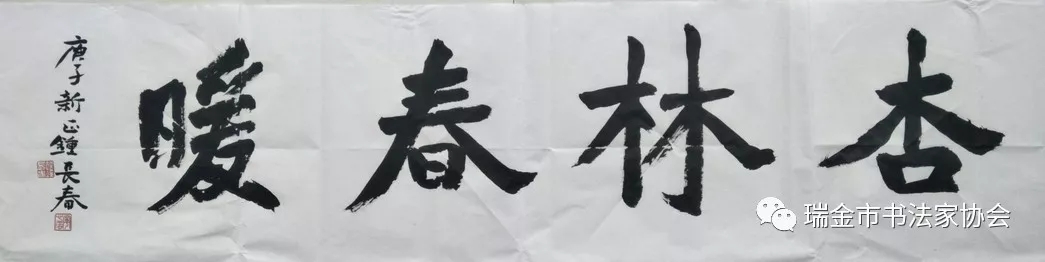 杏林春暖
庚子新正鍾長春
瑞金市书法家协会